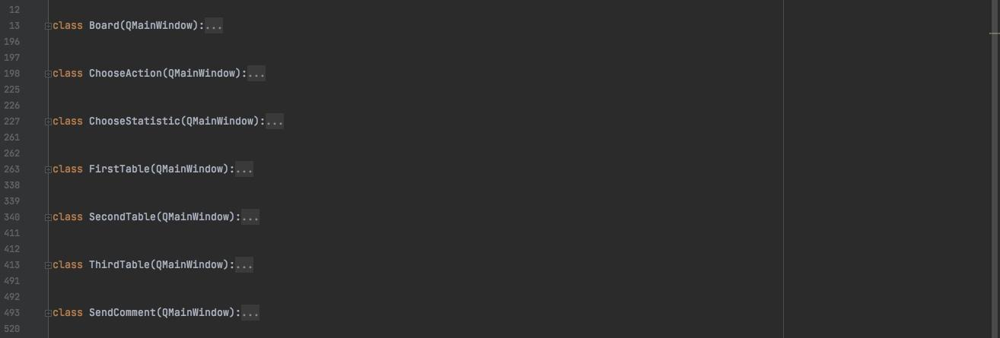 12
13 class Board(QMainWindow):...
196
197
198 class ChooseAction(QMainWindow):...
225
226
227 class ChooseStatistic(QMainWindow):...
261
262
263 class FirstTable(QMainWindow):...
338
339
340 class SecondTable(QMainWindow):...
411
412
413 class ThirdTable(QMainWindow):...
491
492
493 class SendComment(QMainWindow):...
520